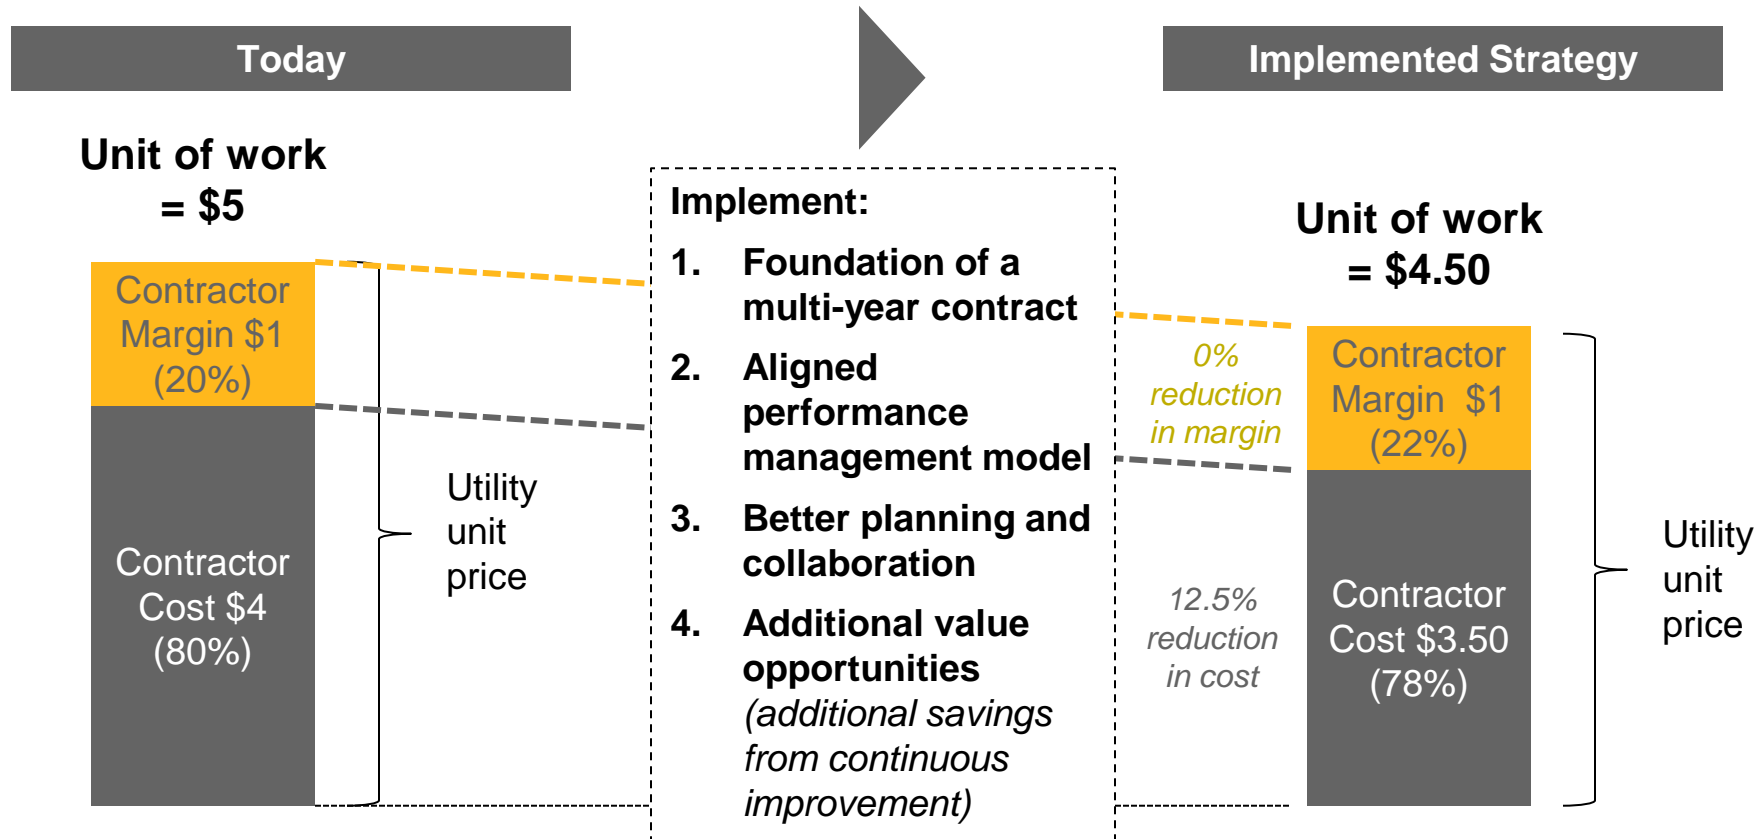 Today
Implemented Strategy
Unit of work
= $5
Contractor
Margin $1
(20%)
Contractor
Cost $4
(80%)
Utility
unit
price
Implement:
1. Foundation of a
multi-year contract
2. Aligned
performance
management model
3. Better planning and
collaboration
4. Additional value
opportunities
(additional savings
from continuous
improvement)
0%
reduction
in margin
12.5%
reduction
in cost
Unit of work
= $4.50
Contractor
Margin $1
(22%)
Contractor
Cost $3.50
(78%)
Utility
unit
price